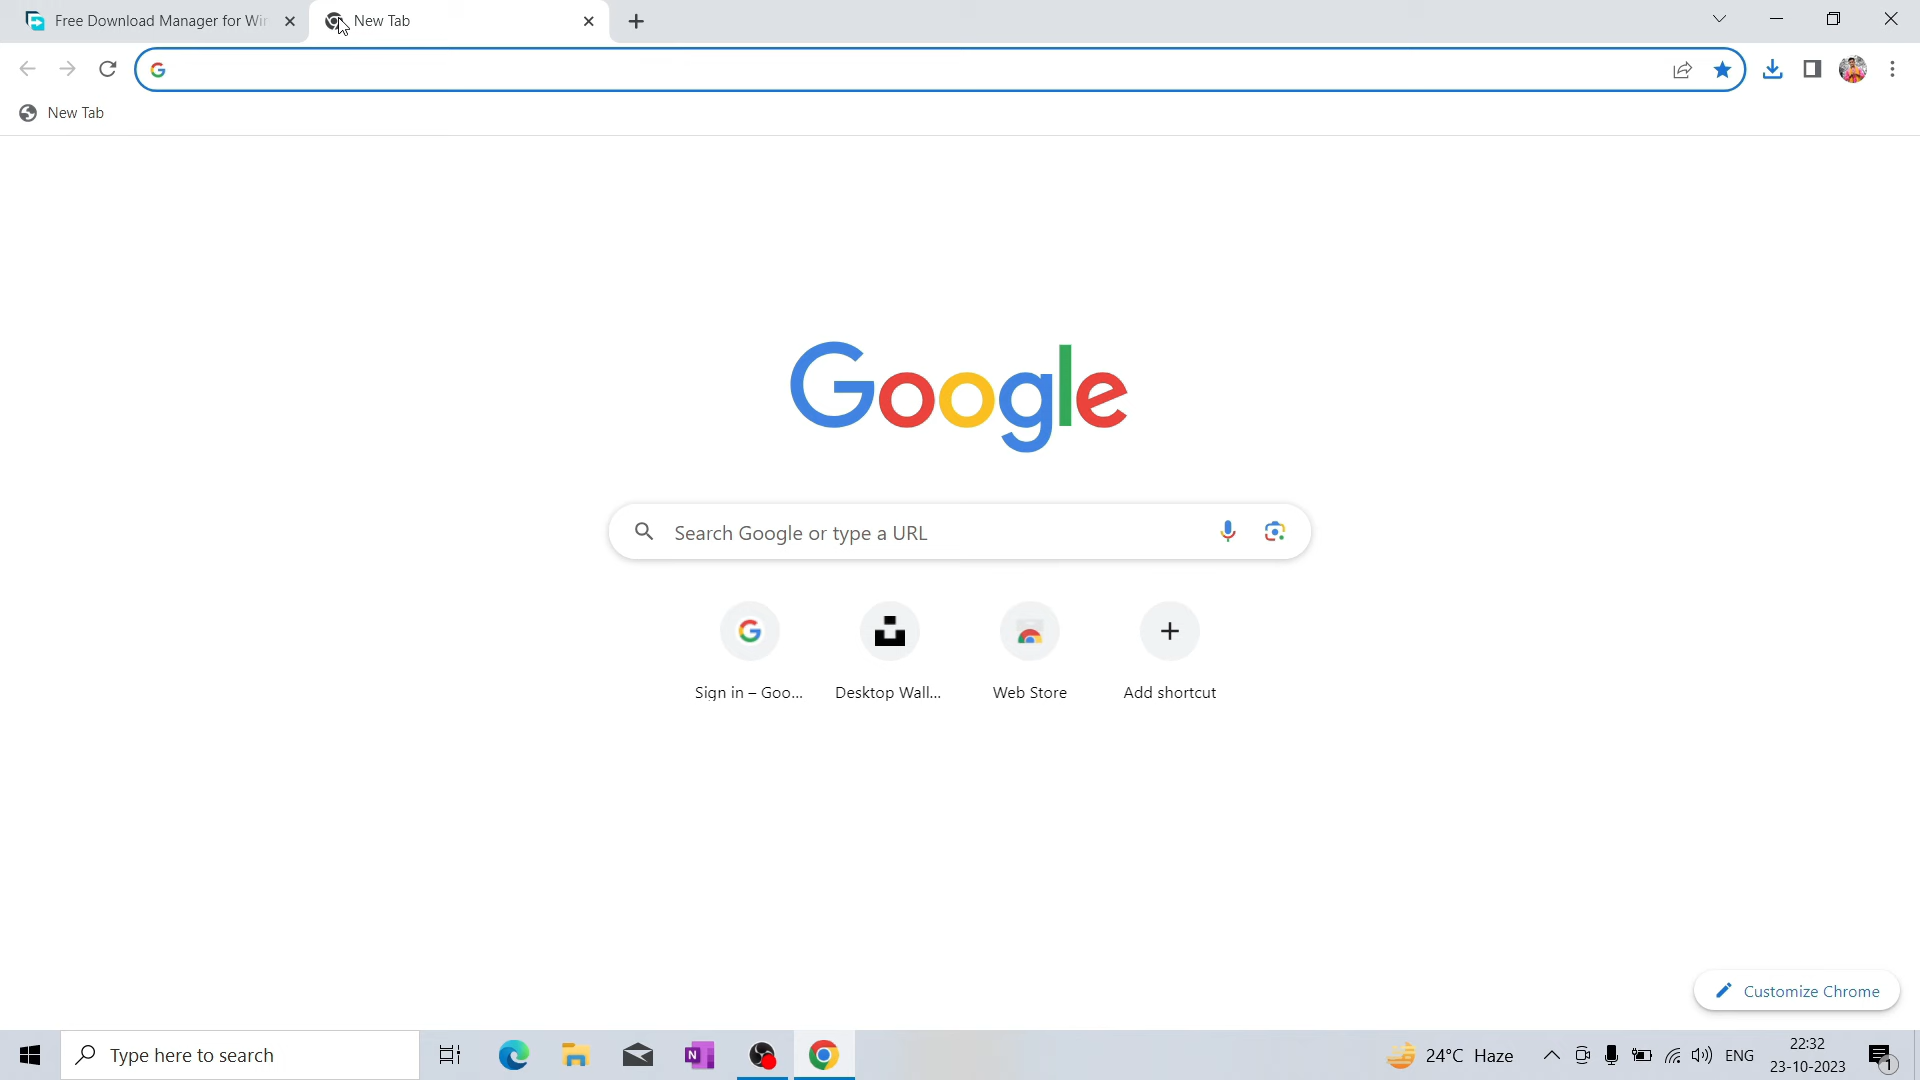 Free Download Manager for Wi
New Tab
New Tab
Google
Search Google or type a URL
Sign in – Goo...
Desktop Wall...
Web Store
Add shortcut
Customize Chrome
Type here to search
24°C Haze
ENG
22:32
23-10-2023
1